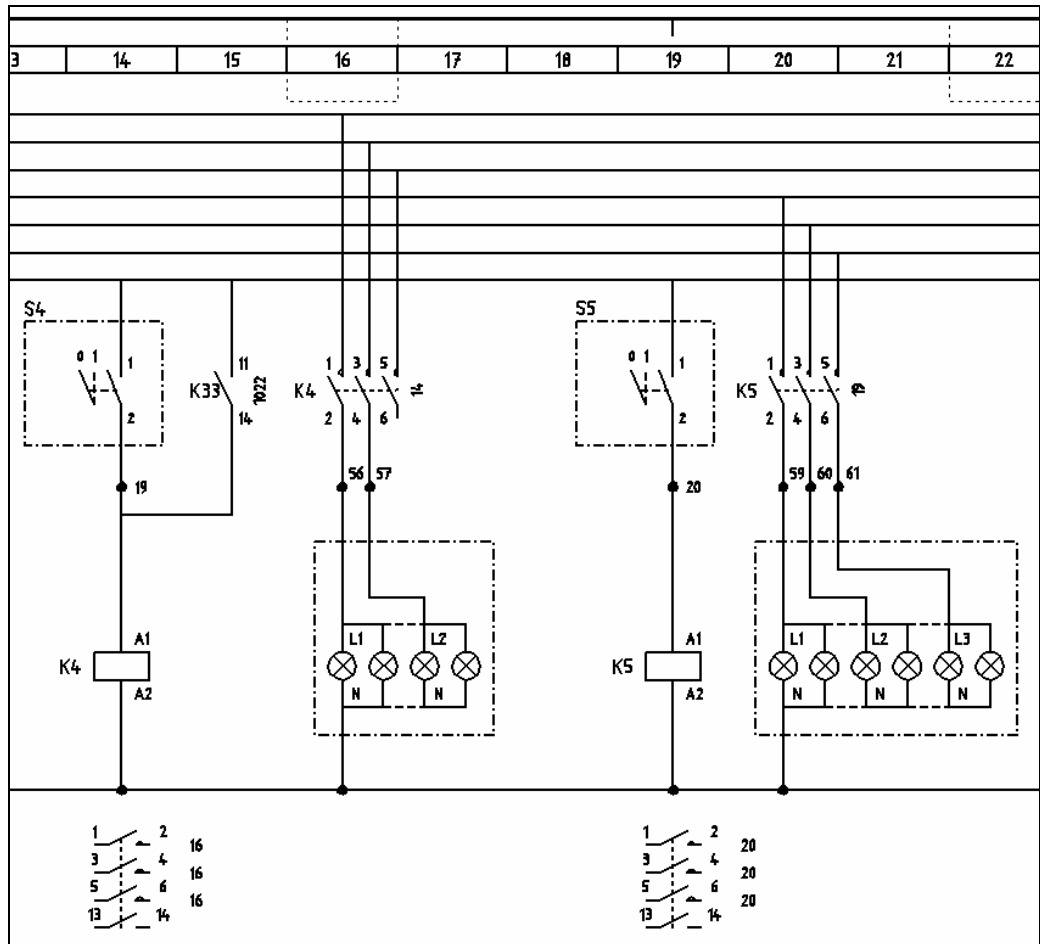 3 14 15 16 17 18 19 20 21 22
S4 S5
0 1 1 11 1 3 5 0 1 1 1 3 5
K33 1022 K4 14 K5 19
2 14 2 4 6 2 2 4 6
19 56 57 20 59 60 61
A1 L1 L2 A1 L1 L2 L3
K4 K5
A2 N N A2 N N N
1 2 16 1 2 20
3 4 16 3 4 20
5 6 16 5 6 20
13 14 13 14